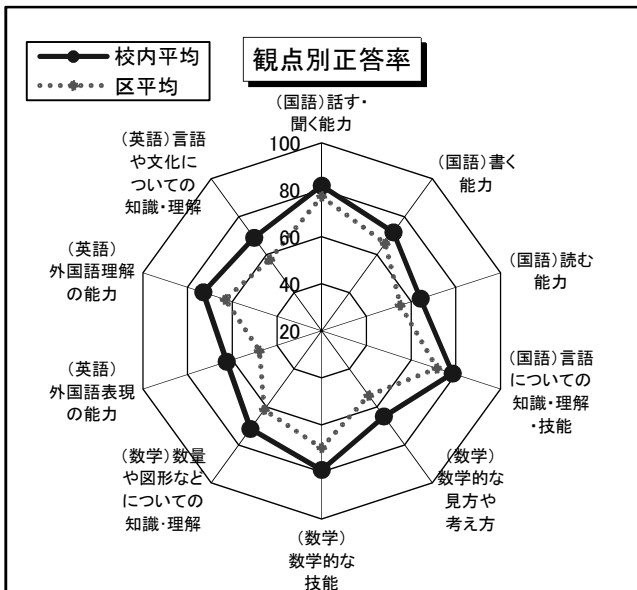 校内平均
区平均
観点別正答率
(国語)話す・
聞く能力
(国語)書く
能力
(国語)読む
能力
(国語)言語
についての
知識・理解
・技能
(数学)
数学的な
見方や
考え方
(数学)
数学的な
技能
(数学)数量
や図形など
についての
知識・理解
(英語)
外国語表現
の能力
(英語)
外国語理解
の能力
(英語)言語
や文化に
ついての
知識・理解
100
80
60
40
20